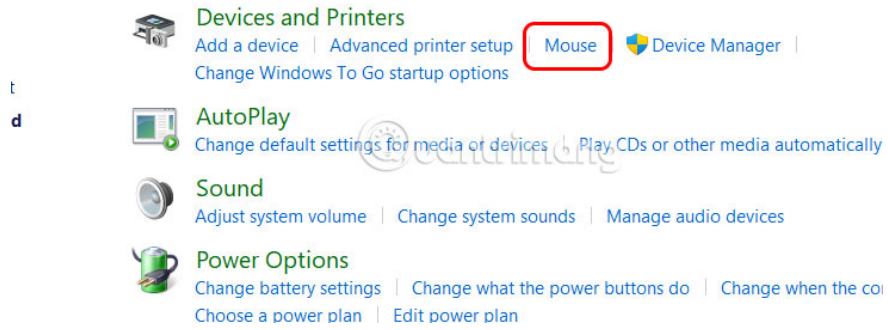 Devices and Printers
Add a device | Advanced printer setup | Mouse | Device Manager |
Change Windows To Go startup options
t
d
AutoPlay
Change default settings for media or devices | Play CDs or other media automatically
uantrimang
Sound
Adjust system volume | Change system sounds | Manage audio devices
Power Options
Change battery settings | Change what the power buttons do | Change when the co
Choose a power plan | Edit power plan